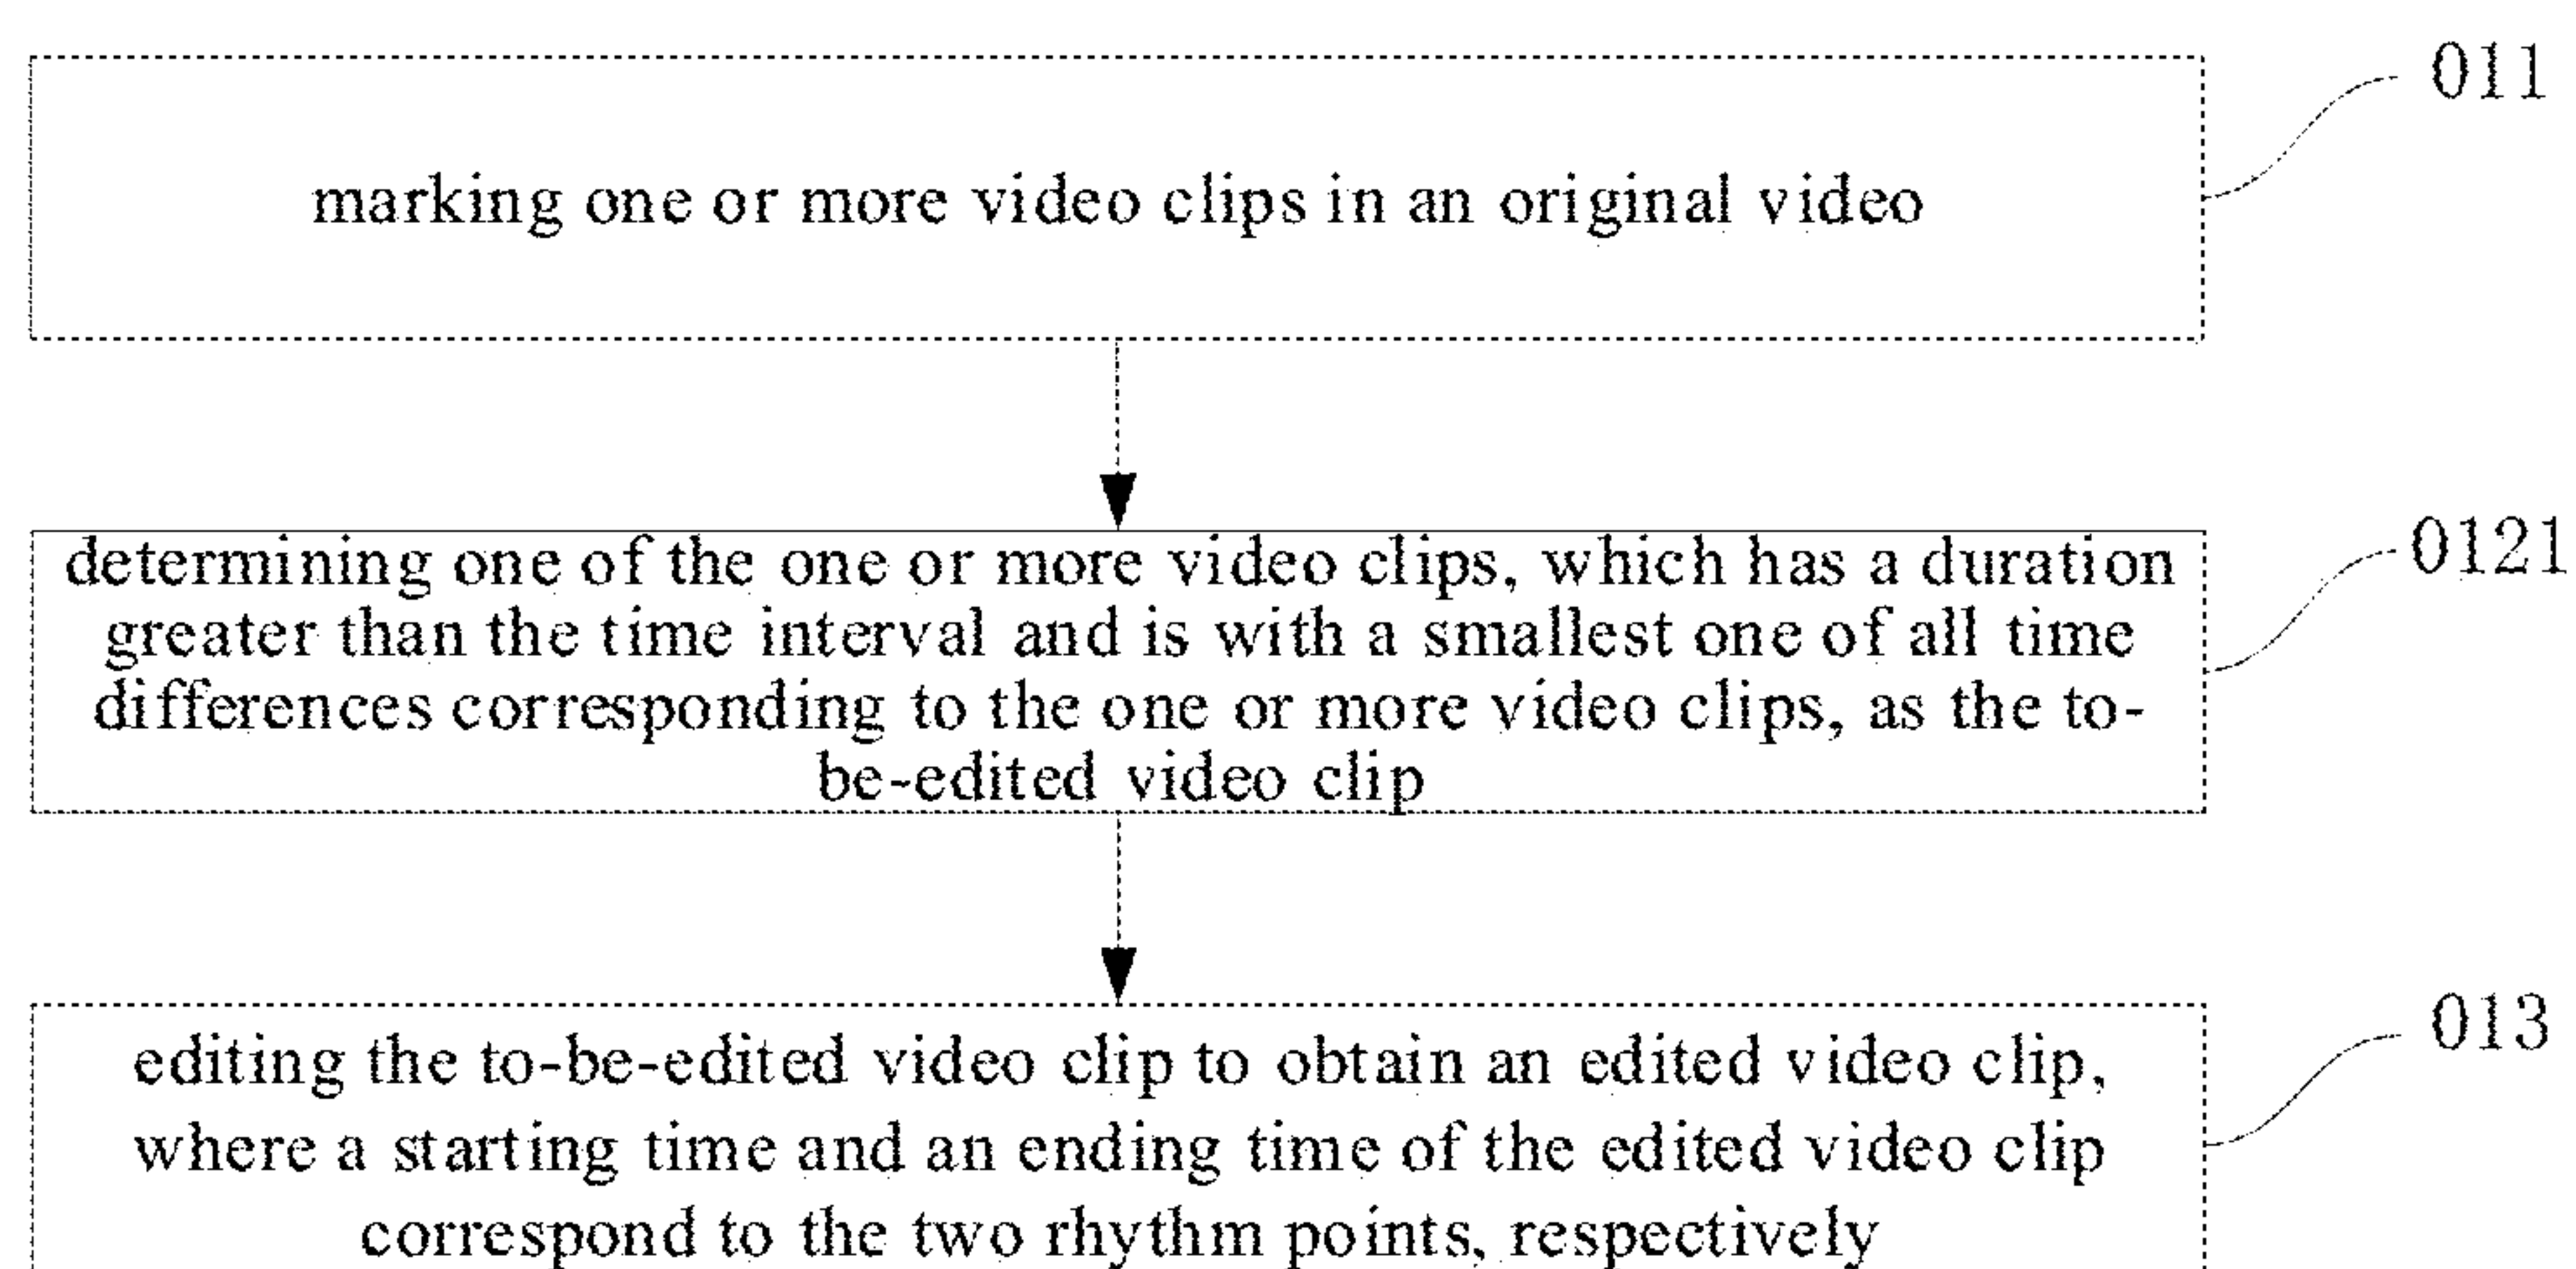 011
marking one or more video clips in an original video
0121
determining one of the one or more video clips, which has a duration
greater than the time interval and is with a smallest one of all time
differences corresponding to the one or more video clips, as the to-
be-edited video clip
013
editing the to-be-edited video clip to obtain an edited video clip,
where a starting time and an ending time of the edited video clip
correspond to the two rhythm points, respectively